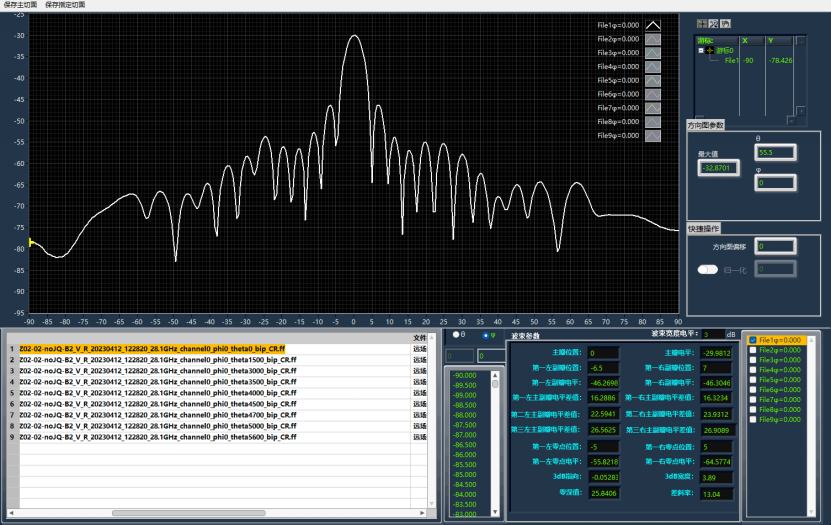 保存主切面 保存指定切面
-25
-30
-35
-40
-45
-50
-55
-60
-65
-70
-75
-80
-85
-90
-95
-90 -85 -80 -75 -70 -65 -60 -55 -50 -45 -40 -35 -30 -25 -20 -15 -10 -5 0 5 10 15 20 25 30 35 40 45 50 55 60 65 70 75 80 85 90
File1φ=0.000
File2φ=0.000
File3φ=0.000
File4φ=0.000
File5φ=0.000
File6φ=0.000
File7φ=0.000
File8φ=0.000
File9φ=0.000
游标: X Y
游标0
File1 -90 -78.426
方向图参数
θ
最大值 55.5
-32.8701 φ
0
快捷操作
方向图偏移 0
归一化 0
文件
1 Z02-02-noJQ-B2_V_R_20230412_122820_28.1GHz_channel0_phi0_theta0_bip_CR.ff 远场
2 Z02-02-noJQ-B2_V_R_20230412_122820_28.1GHz_channel0_phi0_theta1500_bip_CR.ff 远场
3 Z02-02-noJQ-B2_V_R_20230412_122820_28.1GHz_channel0_phi0_theta3000_bip_CR.ff 远场
4 Z02-02-noJQ-B2_V_R_20230412_122820_28.1GHz_channel0_phi0_theta3500_bip_CR.ff 远场
5 Z02-02-noJQ-B2_V_R_20230412_122820_28.1GHz_channel0_phi0_theta4000_bip_CR.ff 远场
6 Z02-02-noJQ-B2_V_R_20230412_122820_28.1GHz_channel0_phi0_theta4500_bip_CR.ff 远场
7 Z02-02-noJQ-B2_V_R_20230412_122820_28.1GHz_channel0_phi0_theta4700_bip_CR.ff 远场
8 Z02-02-noJQ-B2_V_R_20230412_122820_28.1GHz_channel0_phi0_theta5000_bip_CR.ff 远场
9 Z02-02-noJQ-B2_V_R_20230412_122820_28.1GHz_channel0_phi0_theta5600_bip_CR.ff 远场
θ φ
0 0
-90.000
-89.500
-89.000
-88.500
-88.000
-87.500
-87.000
-86.500
-86.000
-85.500
-85.000
-84.500
-84.000
-83.500
-83.000
波束参数 波束宽度电平: 3 dB
主瓣位置: 0 主瓣电平: -29.9812
第一左副瓣位置: -6.5 第一右副瓣位置: 7
第一左副瓣电平: -46.2698 第一右副瓣电平: -46.3046
第一左主副瓣电平差值: 16.2886 第一右主副瓣电平差值: 16.3234
第二左主副瓣电平差值: 22.5941 第二右主副瓣电平差值: 23.9312
第三左主副瓣电平差值: 26.5625 第三右主副瓣电平差值: 26.9089
第一左零点位置: -5 第一右零点位置: 5
第一左零点电平: -55.8218 第一右零点电平: -64.5774
3dB指向: -0.05283 3dB宽度: 3.89
零深值: 25.8406 差斜率: 13.04
File1φ=0.000
File2φ=0.000
File3φ=0.000
File4φ=0.000
File5φ=0.000
File6φ=0.000
File7φ=0.000
File8φ=0.000
File9φ=0.000